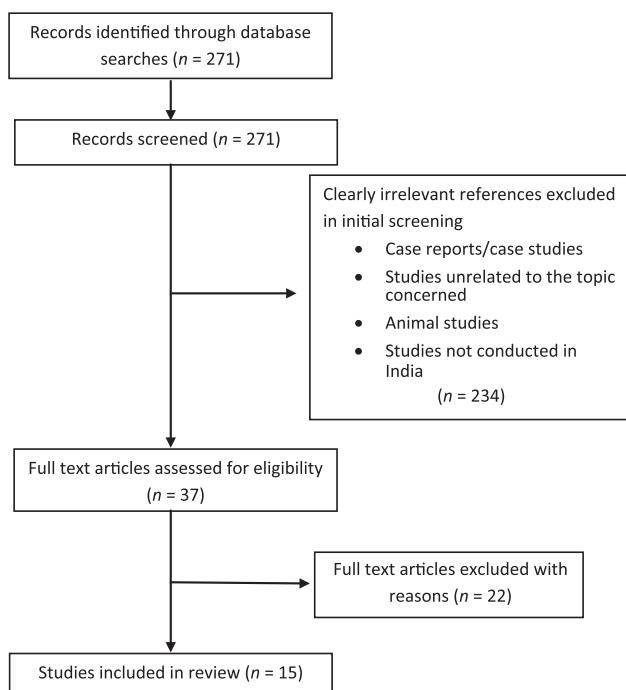 Records identified through database
searches (n = 271)
Records screened (n = 271)
Clearly irrelevant references excluded
in initial screening
• Case reports/case studies
• Studies unrelated to the topic
concerned
• Animal studies
• Studies not conducted in
India
(n = 234)
Full text articles assessed for eligibility
(n = 37)
Full text articles excluded with
reasons (n = 22)
Studies included in review (n = 15)